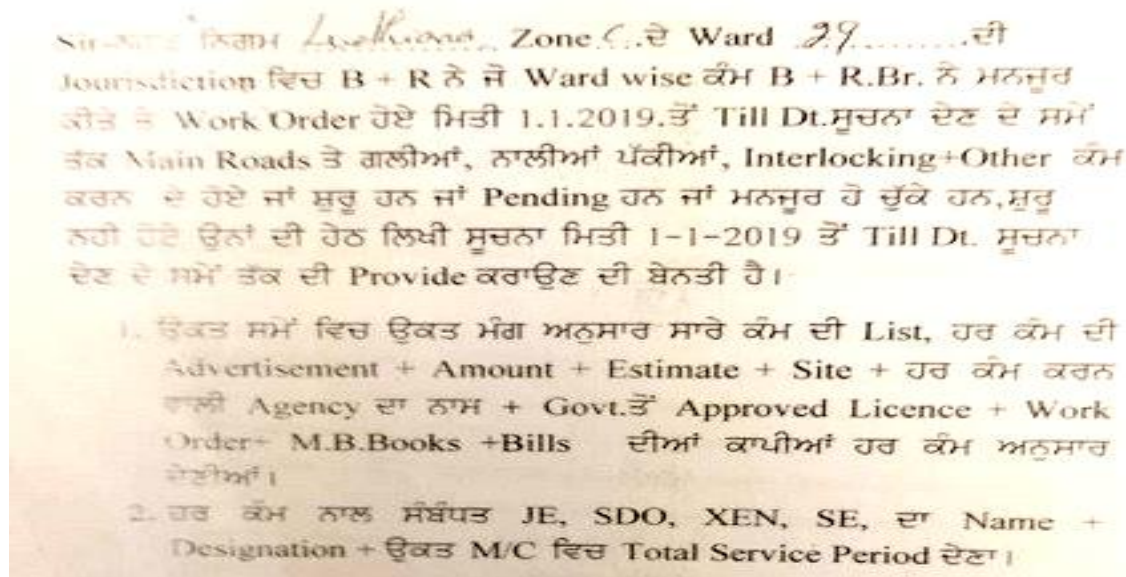 Sir ਨਗਰ ਨਿਗਮ Ludhiana Zone C..ਦੇ Ward 29.........ਦੀ
Jourisdiction ਵਿਚ B + R ਨੇ ਜੋ Ward wise ਕੰਮ B + R.Br. ਨੇ ਮਨਜੂਰ
ਕੀਤੇ ਤੇ Work Order ਹੋਏ ਮਿਤੀ 1.1.2019.ਤੋਂ Till Dt.ਸੂਚਨਾ ਦੇਣ ਦੇ ਸਮੇਂ
ਤੱਕ Main Roads ਤੇ ਗਲੀਆਂ, ਨਾਲੀਆਂ ਪੱਕੀਆਂ, Interlocking+Other ਕੰਮ
ਕਰਨ ਦੇ ਹੋਏ ਜਾਂ ਸ਼ੁਰੂ ਹਨ ਜਾਂ Pending ਹਨ ਜਾਂ ਮਨਜੂਰ ਹੋ ਚੁੱਕੇ ਹਨ,ਸ਼ੁਰੂ
ਨਹੀ ਹੋਏ ਉਨਾਂ ਦੀ ਹੇਠ ਲਿਖੀ ਸੂਚਨਾ ਮਿਤੀ 1-1-2019 ਤੋਂ Till Dt. ਸੂਚਨਾ
ਦੇਣ ਦੇ ਸਮੇਂ ਤੱਕ ਦੀ Provide ਕਰਾਉਣ ਦੀ ਬੇਨਤੀ ਹੈ।
1. ਉਕਤ ਸਮੇਂ ਵਿਚ ਉਕਤ ਮੰਗ ਅਨੁਸਾਰ ਸਾਰੇ ਕੰਮ ਦੀ List, ਹਰ ਕੰਮ ਦੀ
Advertisement + Amount + Estimate + Site + ਹਰ ਕੰਮ ਕਰਨ
ਵਾਲੀ Agency ਦਾ ਨਾਮ + Govt.ਤੋਂ Approved Licence + Work
Order+ M.B.Books +Bills ਦੀਆਂ ਕਾਪੀਆਂ ਹਰ ਕੰਮ ਅਨੁਸਾਰ
ਦੇਣੀਆਂ।
2. ਹਰ ਕੰਮ ਨਾਲ ਸੰਬੰਧਤ JE, SDO, XEN, SE, ਦਾ Name +
Designation + ਉਕਤ M/C ਵਿਚ Total Service Period ਦੇਣਾ।